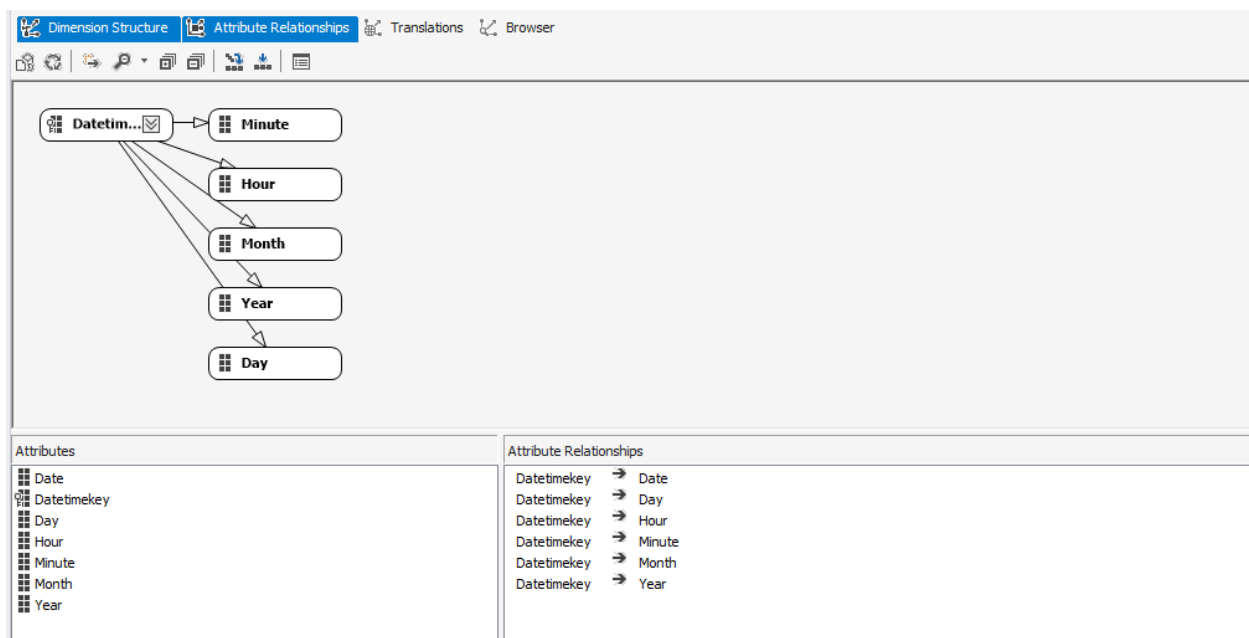 Dimension Structure Attribute Relationships Translations Browser
Datetim...
Minute
Hour
Month
Year
Day
Attributes
Date
Datetimekey
Day
Hour
Minute
Month
Year
Attribute Relationships
Datetimekey → Date
Datetimekey → Day
Datetimekey → Hour
Datetimekey → Minute
Datetimekey → Month
Datetimekey → Year